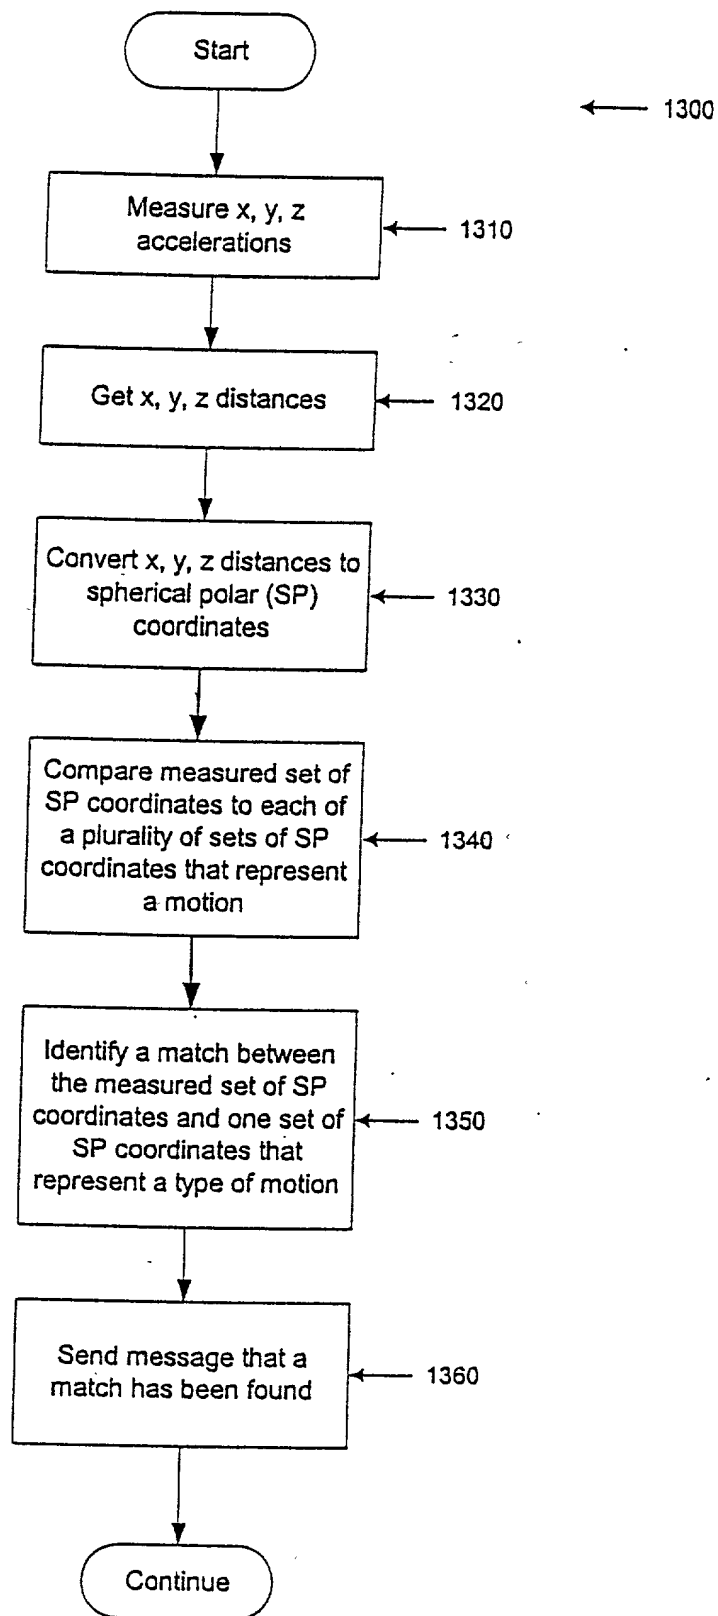 Start
1300
Measure x, y, z
accelerations
1310
Get x, y, z distances
1320
Convert x, y, z distances to
spherical polar (SP)
coordinates
1330
Compare measured set of
SP coordinates to each of
a plurality of sets of SP
coordinates that represent
a motion
1340
Identify a match between
the measured set of SP
coordinates and one set of
SP coordinates that
represent a type of motion
1350
Send message that a
match has been found
1360
Continue